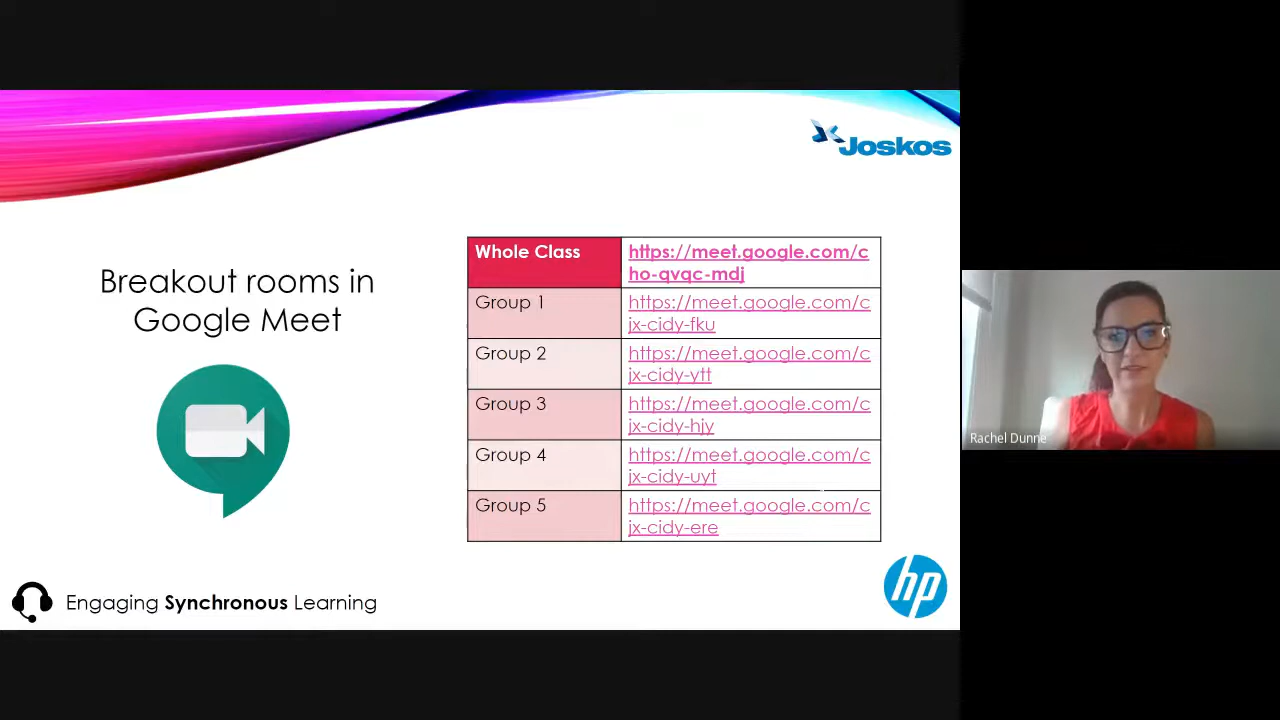 Joskos
Breakout rooms in
Google Meet
Whole Class
https://meet.google.com/c
ho-qvqc-mdj
Group 1
https://meet.google.com/c
jx-cidy-fku
Group 2
https://meet.google.com/c
jx-cidy-ytt
Group 3
https://meet.google.com/c
jx-cidy-hjy
Group 4
https://meet.google.com/c
jx-cidy-uyt
Group 5
https://meet.google.com/c
jx-cidy-ere
Engaging Synchronous Learning
hp
Rachel Dunne